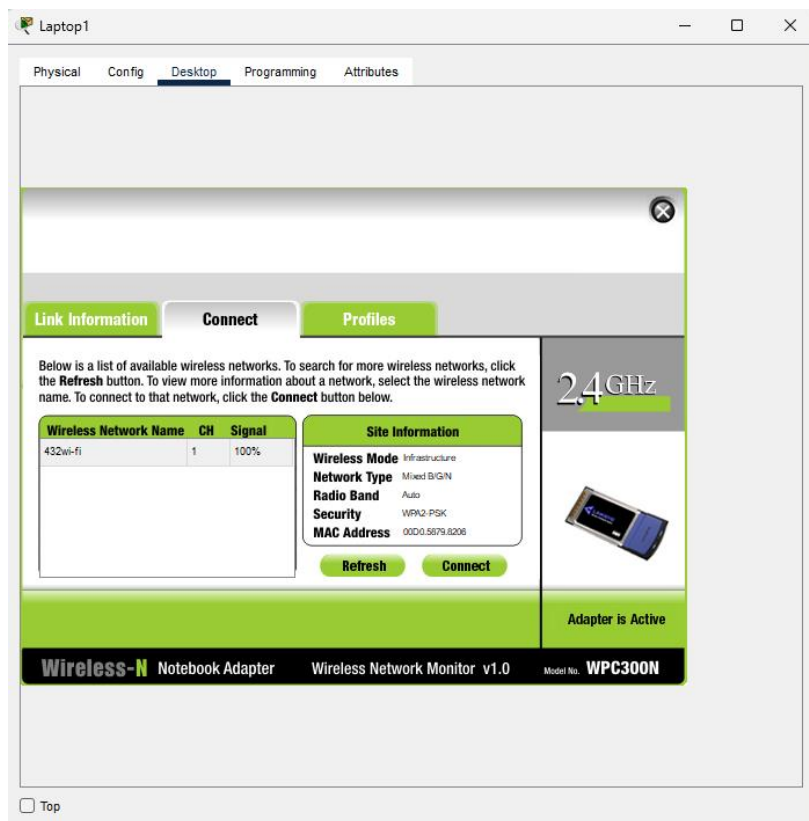 Laptop1
Physical Config Desktop Programming Attributes
Link Information Connect Profiles
Below is a list of available wireless networks. To search for more wireless networks, click
the Refresh button. To view more information about a network, select the wireless network
name. To connect to that network, click the Connect button below.
2.4GHz
Wireless Network Name CH Signal
432wi-fi 1 100%
Site Information
Wireless Mode Infrastructure
Network Type Mixed B/G/N
Radio Band Auto
Security WPA2-PSK
MAC Address 00D0.5879.8206
Refresh Connect
Adapter is Active
Wireless-N Notebook Adapter Wireless Network Monitor v1.0 Model No. WPC300N
Top